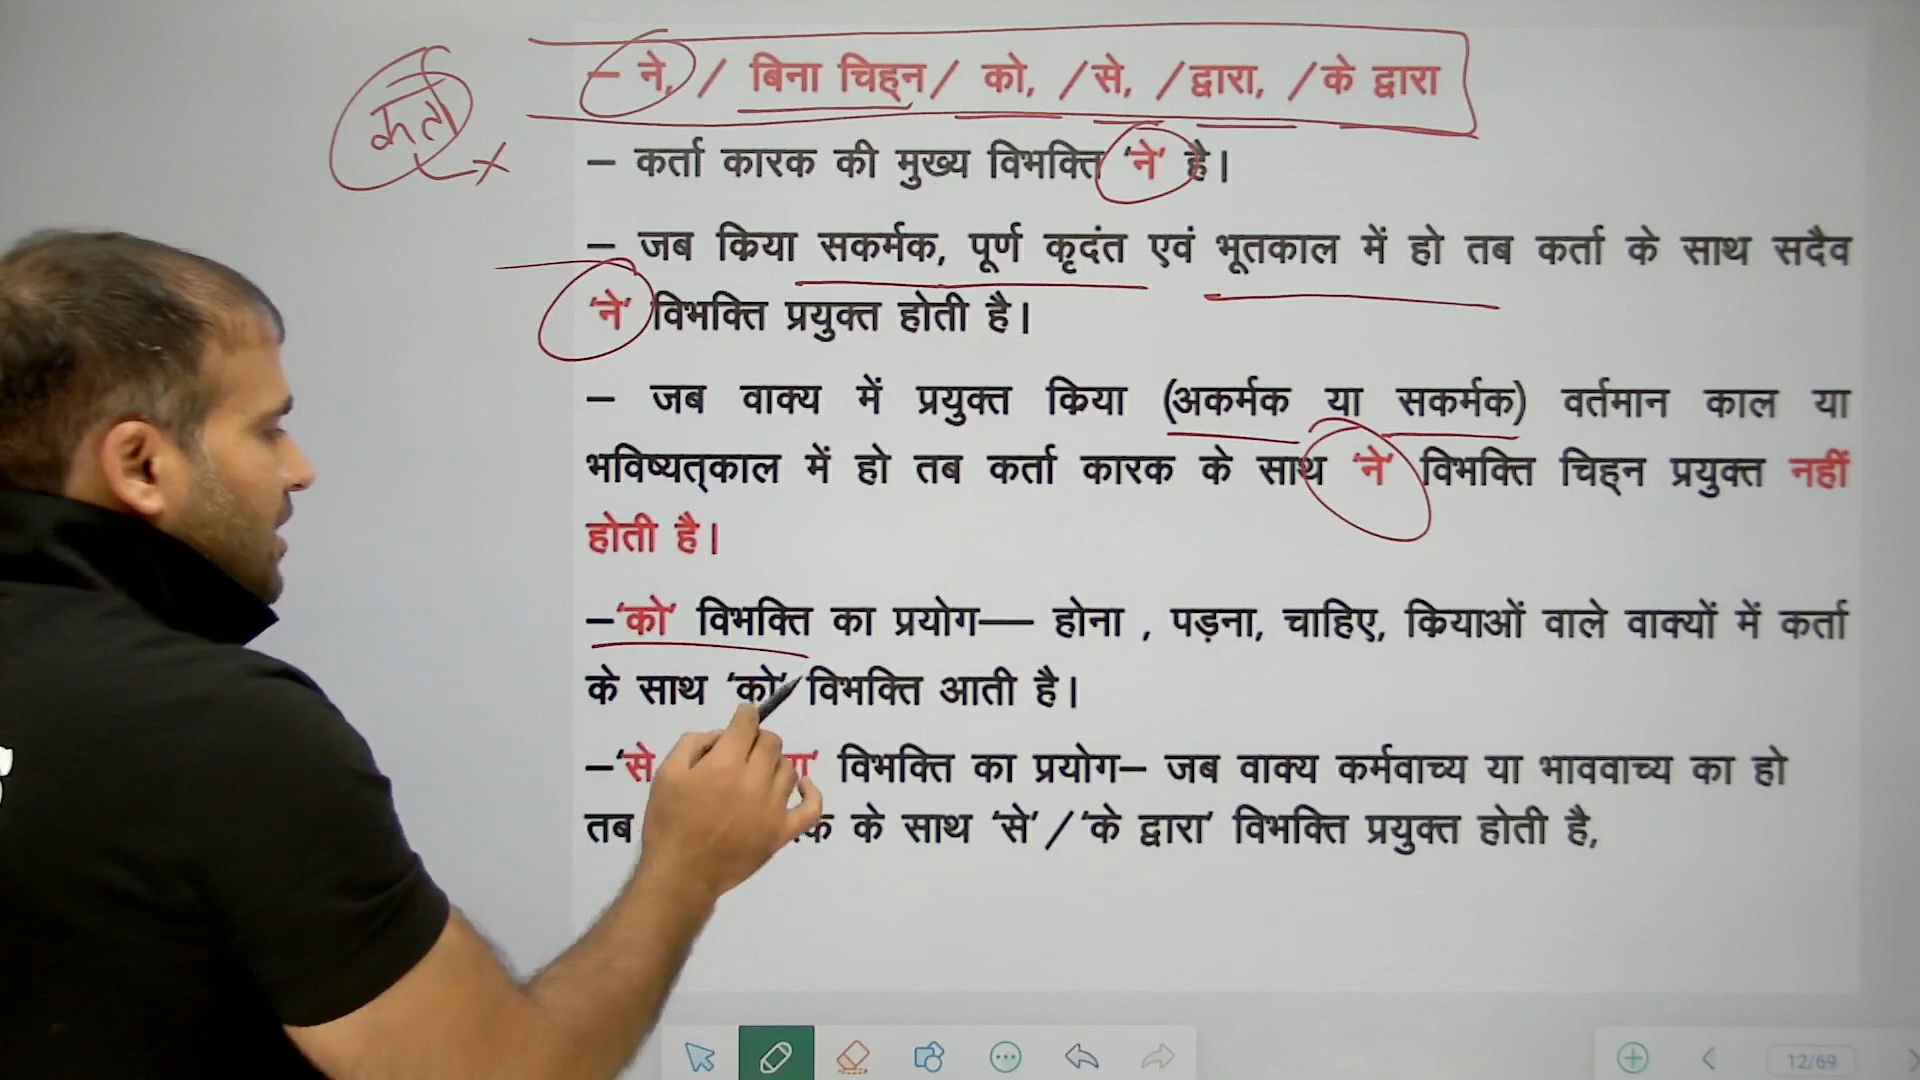 कर्ता
– ने, / बिना चिह्न / को, / से, / द्वारा, / के द्वारा
– कर्ता कारक की मुख्य विभक्ति ‘ने’ है।
– जब क्रिया सकर्मक, पूर्ण कृदंत एवं भूतकाल में हो तब कर्ता के साथ सदैव
‘ने’ विभक्ति प्रयुक्त होती है।
– जब वाक्य में प्रयुक्त क्रिया (अकर्मक या सकर्मक) वर्तमान काल या
भविष्यत्काल में हो तब कर्ता कारक के साथ ‘ने’ विभक्ति चिह्न प्रयुक्त नहीं
होती है।
–‘को’ विभक्ति का प्रयोग— होना , पड़ना, चाहिए, क्रियाओं वाले वाक्यों में कर्ता
के साथ ‘को’ विभक्ति आती है।
–‘से, विभक्ति का प्रयोग– जब वाक्य कर्मवाच्य या भाववाच्य का हो
तब के साथ ‘से’ / ‘के द्वारा’ विभक्ति प्रयुक्त होती है,
12/69